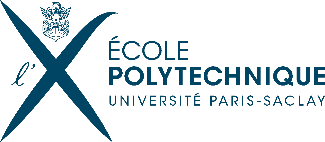 l'X
ÉCOLE
POLYTECHNIQUE
UNIVERSITÉ PARIS-SACLAY